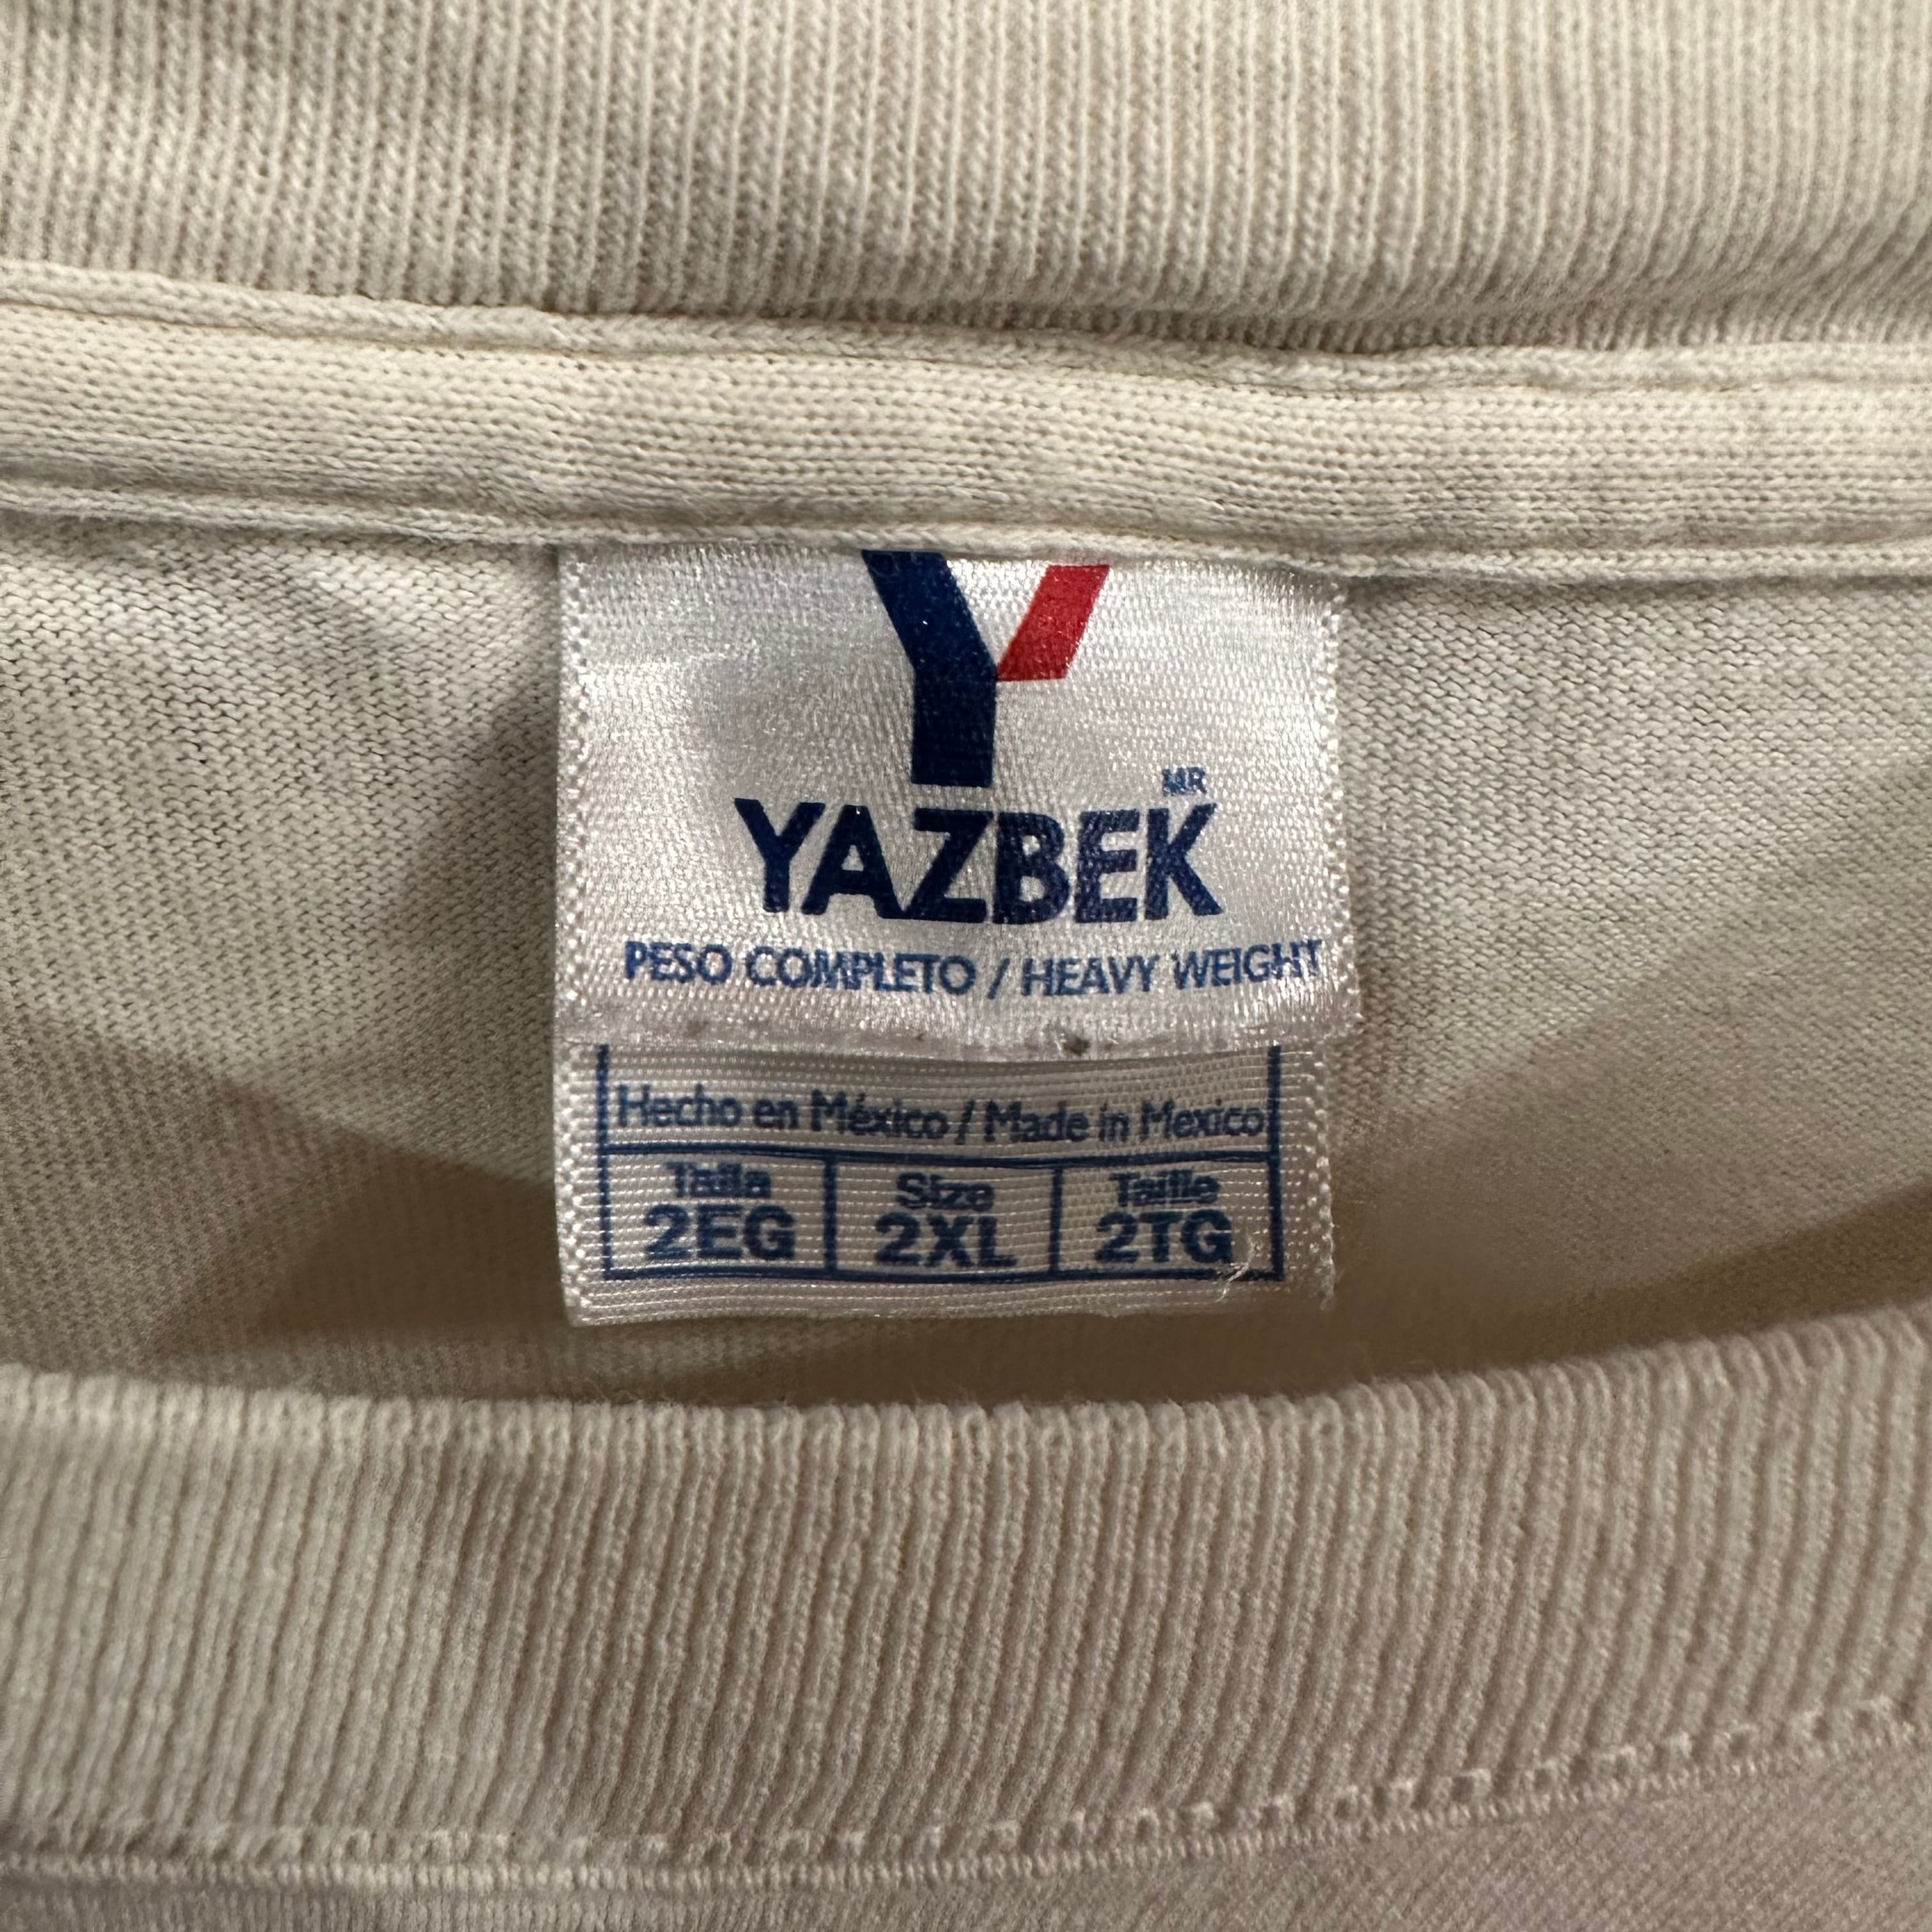 Y
MR
YAZBEK
PESO COMPLETO / HEAVY WEIGHT
Hecho en México / Made in Mexico
Talla Size Taille
2EG 2XL 2TG